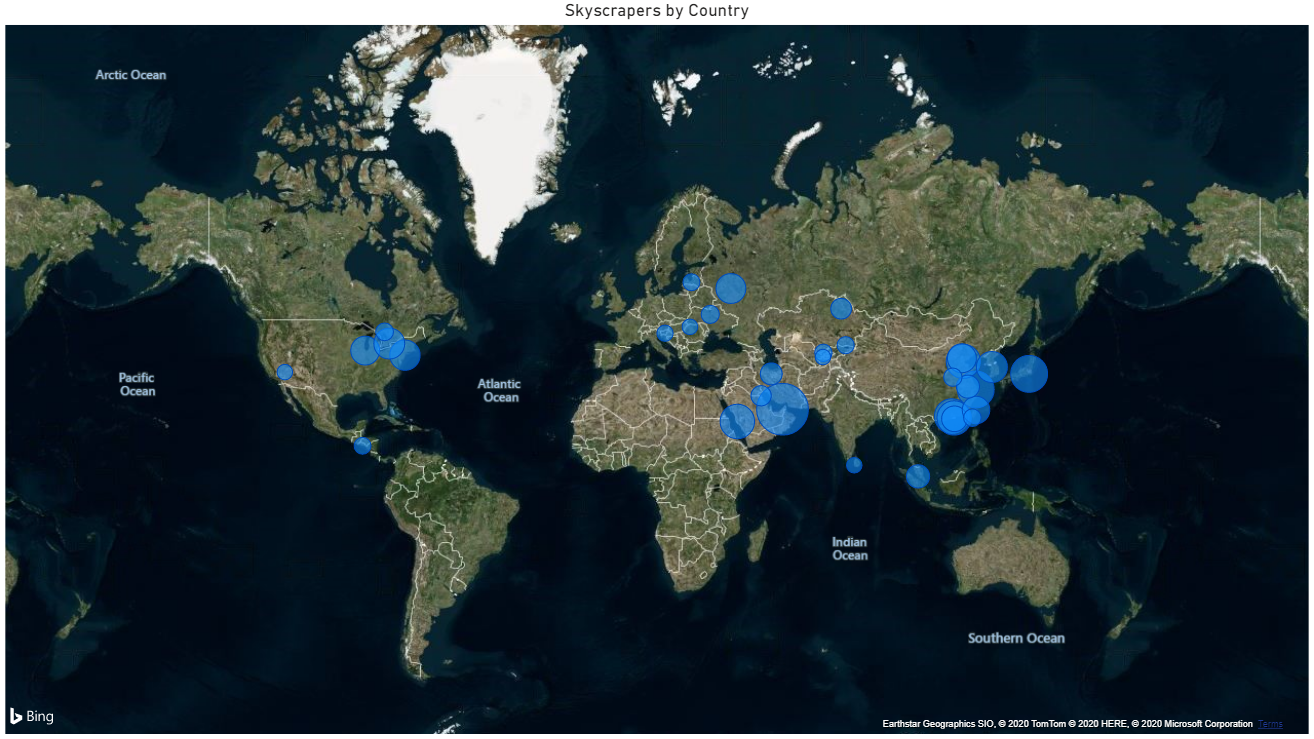 Skyscrapers by Country
Arctic Ocean
Pacific
Ocean
Atlantic
Ocean
Indian
Ocean
Southern Ocean
Bing
Earthstar Geographics SIO, © 2020 TomTom © 2020 HERE, © 2020 Microsoft Corporation Terms